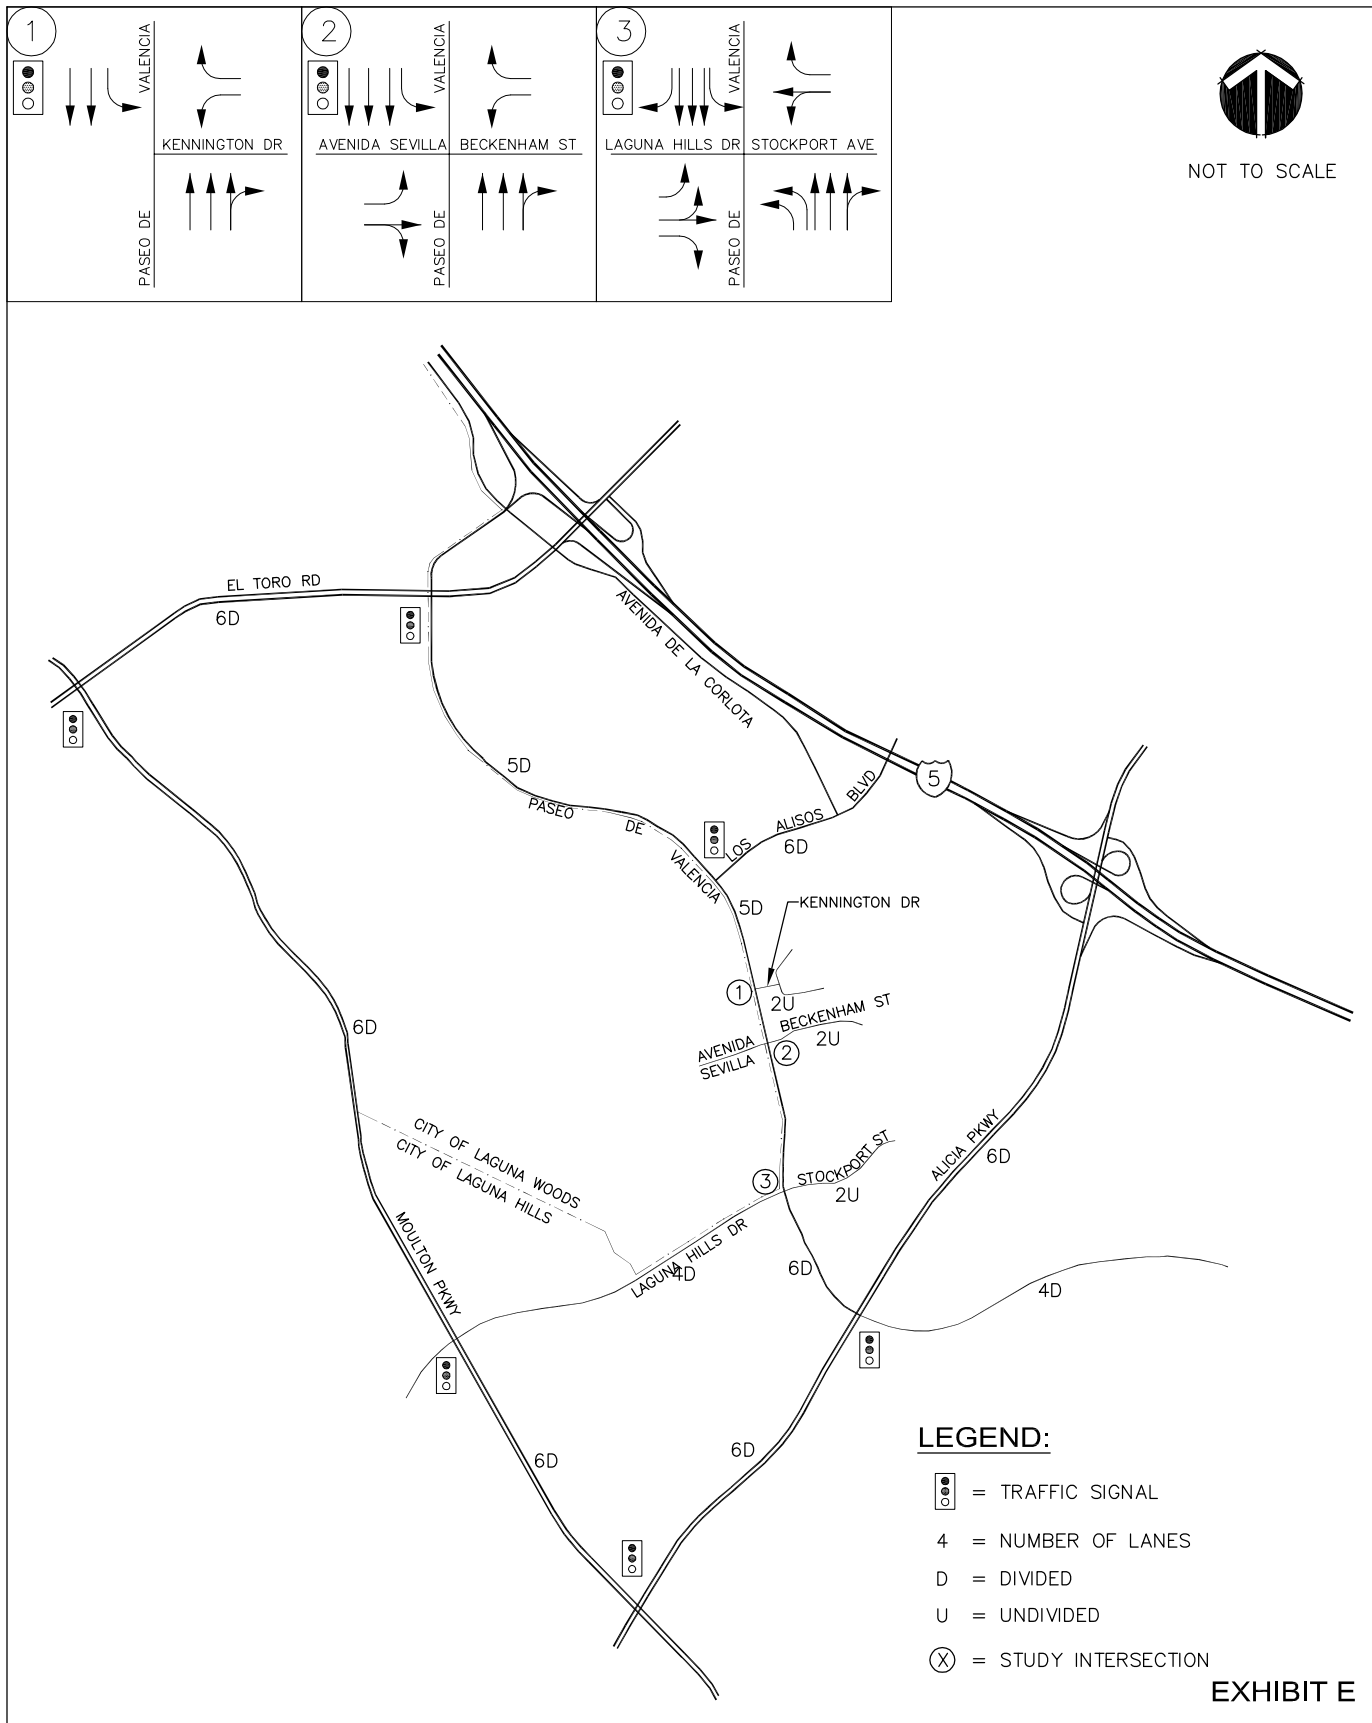 1
VALENCIA
KENNINGTON DR
PASEO DE
2
VALENCIA
AVENIDA SEVILLA
BECKENHAM ST
PASEO DE
3
VALENCIA
LAGUNA HILLS DR
STOCKPORT AVE
PASEO DE
NOT TO SCALE
EL TORO RD
6D
AVENIDA DE LA CORLOTA
5D
PASEO DE VALENCIA
5
LOS ALISOS BLVD
6D
5D
KENNINGTON DR
1
2U
BECKENHAM ST
2U
AVENIDA
SEVILLA
2
6D
CITY OF LAGUNA WOODS
CITY OF LAGUNA HILLS
ALICIA PKWY
6D
3
STOCKPORT ST
2U
MOULTON PKWY
LAGUNA HILLS DR
4D
6D
4D
6D
6D
LEGEND:
= TRAFFIC SIGNAL
4 = NUMBER OF LANES
D = DIVIDED
U = UNDIVIDED
X = STUDY INTERSECTION
EXHIBIT E